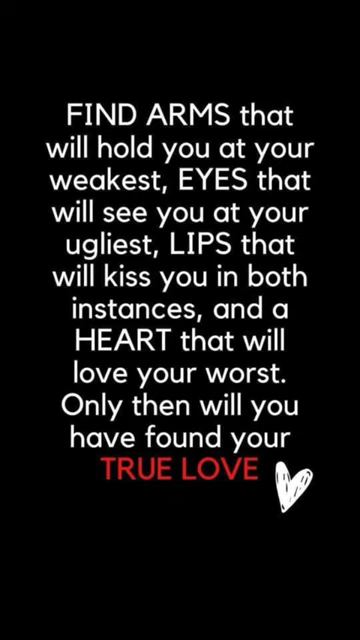 FIND ARMS that
will hold you at your
weakest, EYES that
will see you at your
ugliest, LIPS that
will kiss you in both
instances, and a
HEART that will
love your worst.
Only then will you
have found your
TRUE LOVE